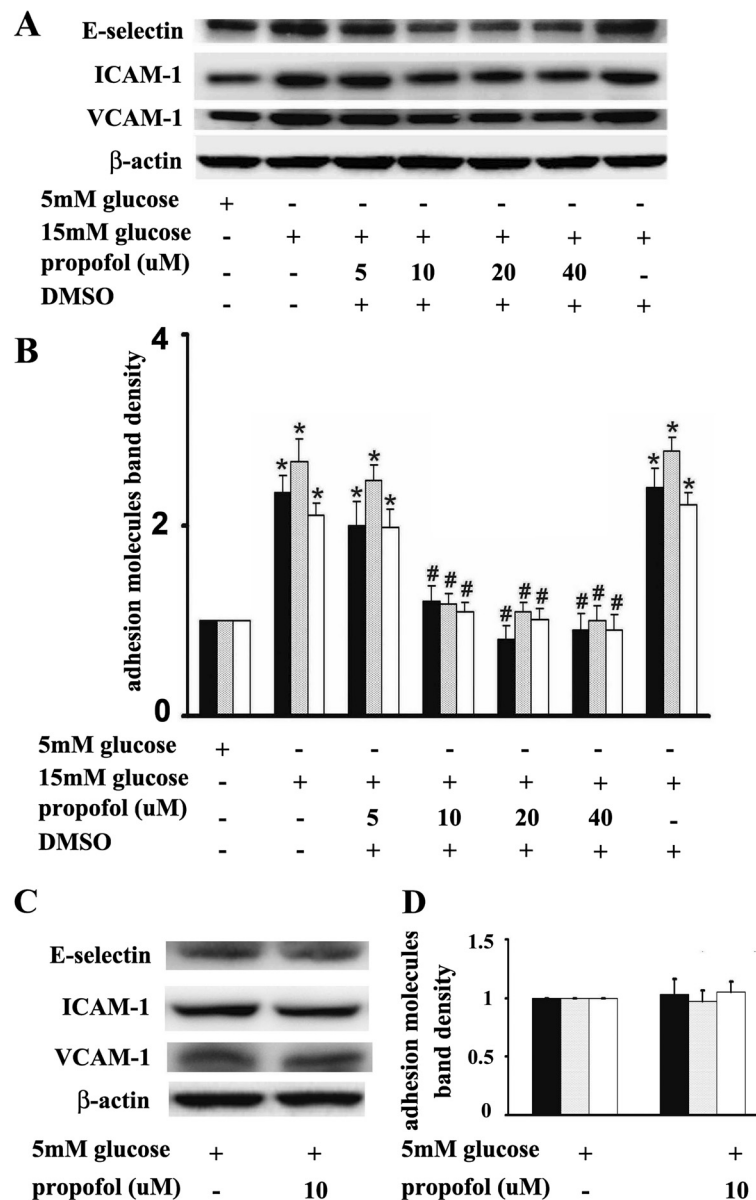 A
E-selectin
ICAM-1
VCAM-1
β-actin
5mM glucose + - - - - - -
15mM glucose - + + + + + +
propofol (uM) - - 5 10 20 40 -
DMSO - - + + + + +
B
adhesion molecules band density
4
2
0
* * *
* * *
# # #
# # #
# # #
* * *
5mM glucose + - - - - - -
15mM glucose - + + + + + +
propofol (uM) - - 5 10 20 40 -
DMSO - - + + + + +
C
E-selectin
ICAM-1
VCAM-1
β-actin
5mM glucose + +
propofol (uM) - 10
D
adhesion molecules
band density
1.5
1
0.5
0
5mM glucose + +
propofol (uM) - 10